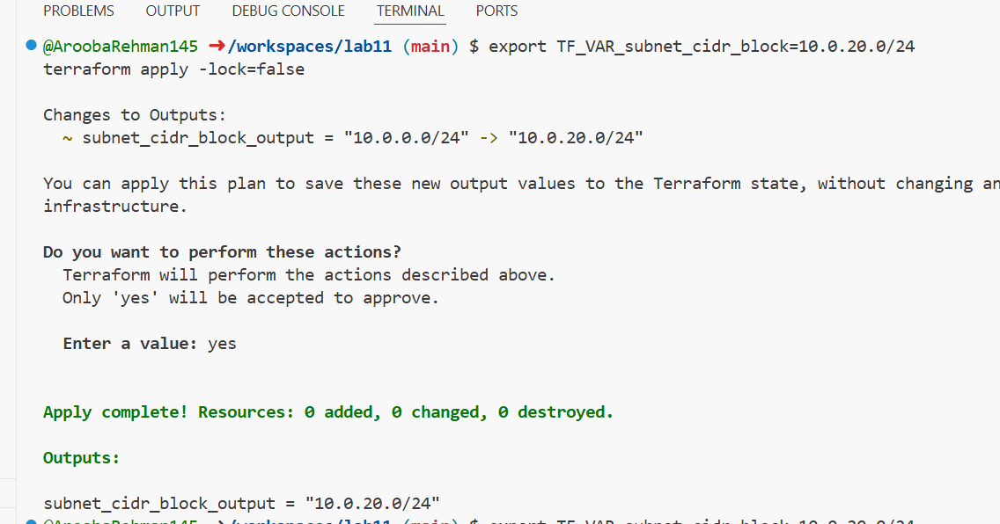 PROBLEMS OUTPUT DEBUG CONSOLE TERMINAL PORTS
@AroobaRehman145 ➜/workspaces/lab11 (main) $ export TF_VAR_subnet_cidr_block=10.0.20.0/24
terraform apply -lock=false
Changes to Outputs:
~ subnet_cidr_block_output = "10.0.0.0/24" -> "10.0.20.0/24"
You can apply this plan to save these new output values to the Terraform state, without changing
infrastructure.
Do you want to perform these actions?
Terraform will perform the actions described above.
Only 'yes' will be accepted to approve.
Enter a value: yes
Apply complete! Resources: 0 added, 0 changed, 0 destroyed.
Outputs:
subnet_cidr_block_output = "10.0.20.0/24"
@AroobaRehman145 ➜/workspaces/lab11 (main) $ export TF_VAR_subnet_cidr_block=10.0.20.0/24